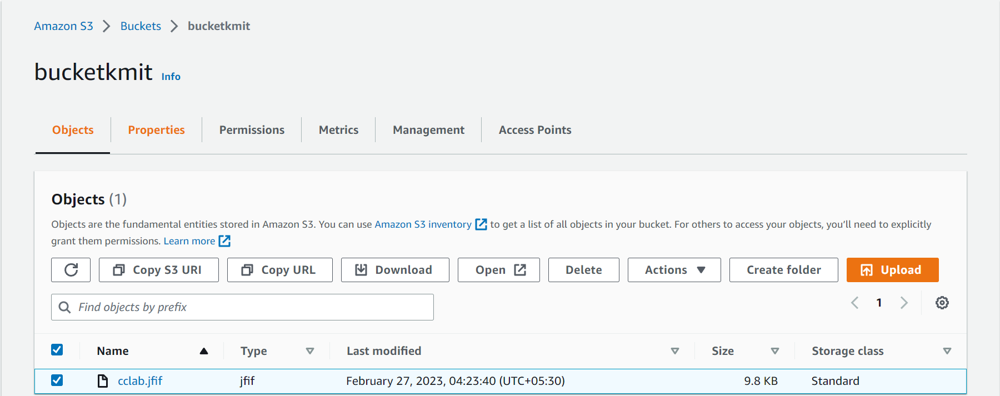 Amazon S3 > Buckets > bucketkmit
bucketkmit Info
Objects Properties Permissions Metrics Management Access Points
Objects (1)
Objects are the fundamental entities stored in Amazon S3. You can use Amazon S3 inventory to get a list of all objects in your bucket. For others to access your objects, you’ll need to explicitly
grant them permissions. Learn more
Copy S3 URI Copy URL Download Open Delete Actions Create folder Upload
Find objects by prefix 1
Name Type Last modified Size Storage class
cclab.jfif jfif February 27, 2023, 04:23:40 (UTC+05:30) 9.8 KB Standard